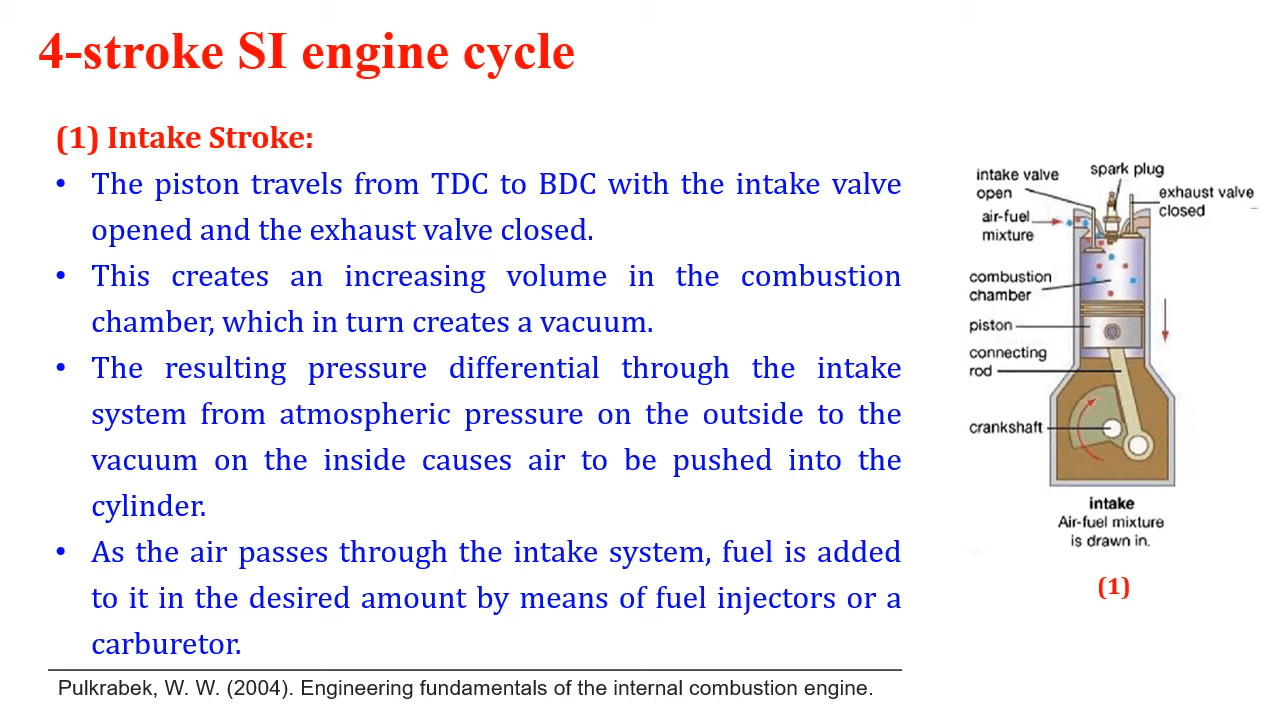 4-stroke SI engine cycle
(1) Intake Stroke:
• The piston travels from TDC to BDC with the intake valve
opened and the exhaust valve closed.
• This creates an increasing volume in the combustion
chamber, which in turn creates a vacuum.
• The resulting pressure differential through the intake
system from atmospheric pressure on the outside to the
vacuum on the inside causes air to be pushed into the
cylinder.
• As the air passes through the intake system, fuel is added
to it in the desired amount by means of fuel injectors or a
carburetor.
Pulkrabek, W. W. (2004). Engineering fundamentals of the internal combustion engine.
spark plug
intake valve
open
exhaust valve
closed
air-fuel
mixture
combustion
chamber
piston
connecting
rod
crankshaft
intake
Air-fuel mixture
is drawn in.
(1)